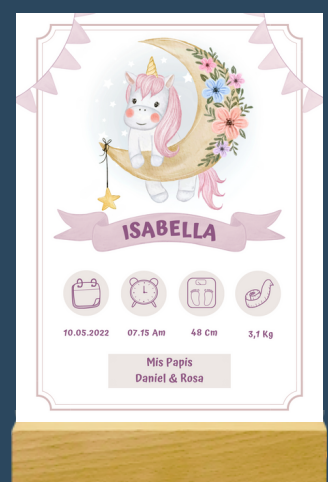 ISABELLA
10.05.2022 07.15 Am 48 Cm 3,1 Kg
Mis Papis
Daniel & Rosa